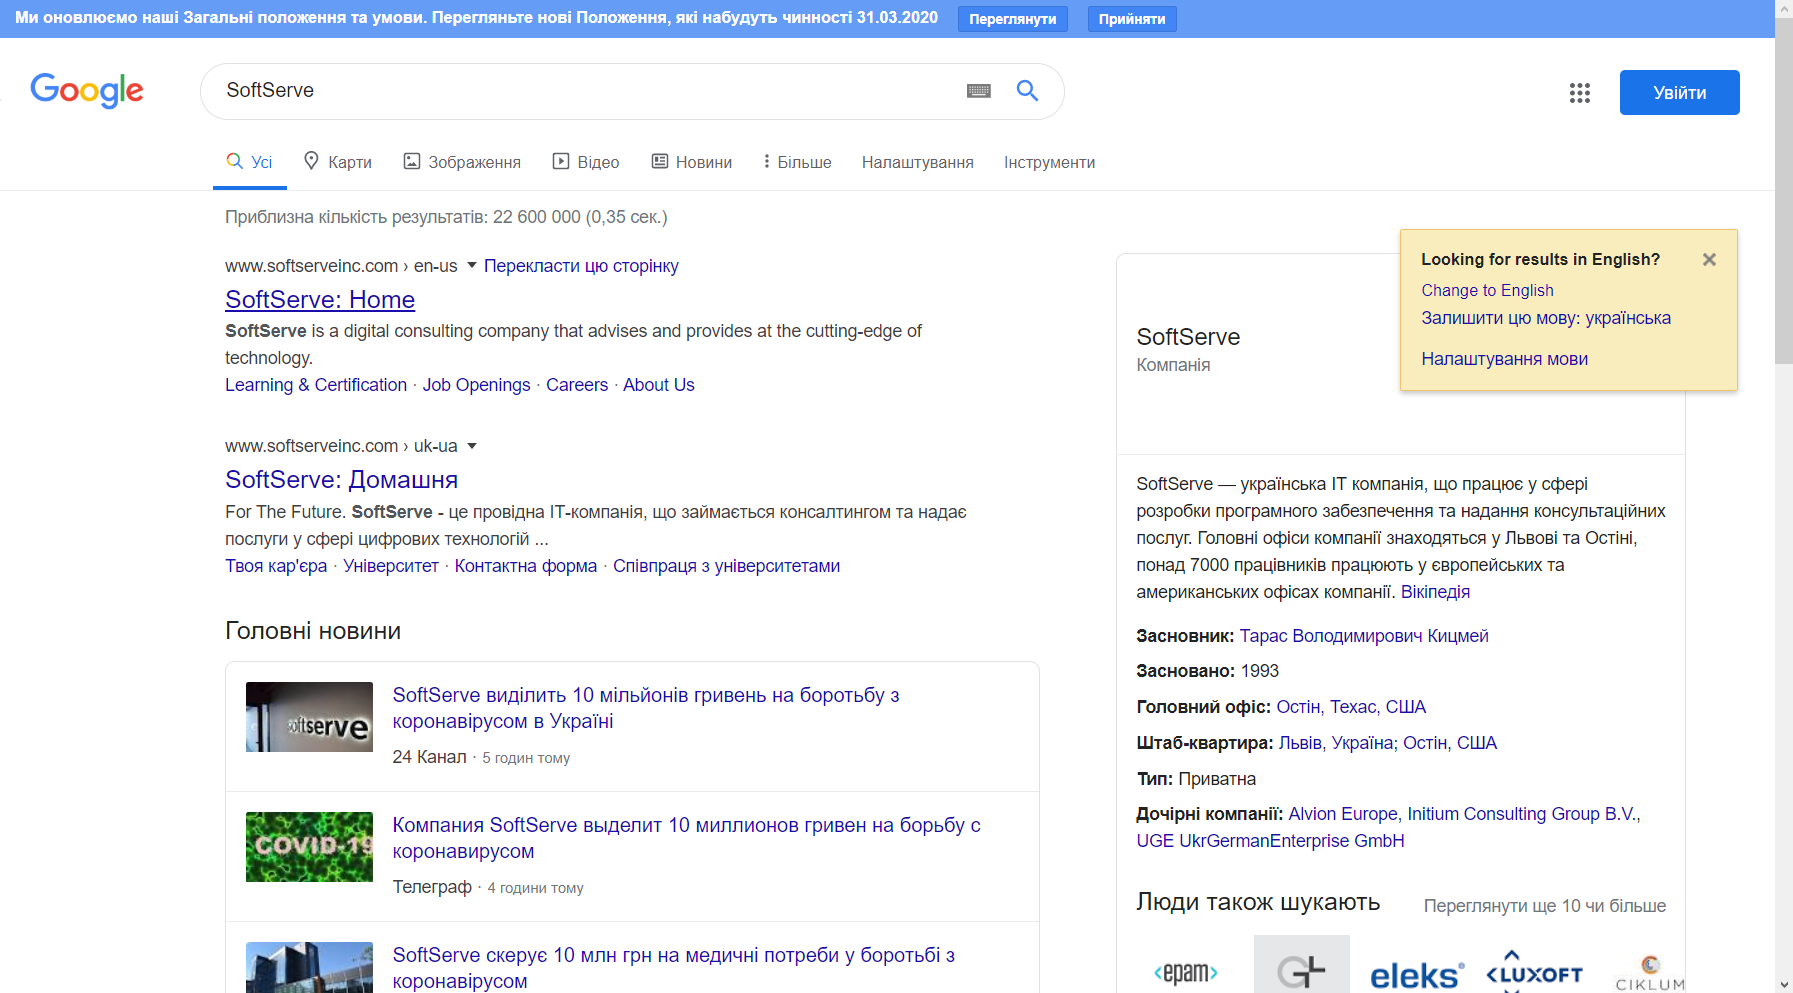 Ми оновлюємо наші Загальні положення та умови. Перегляньте нові Положення, які набудуть чинності 31.03.2020 Переглянути Прийняти
Google
SoftServe
Увійти
Усі Карти Зображення Відео Новини Більше Налаштування Інструменти
Приблизна кількість результатів: 22 600 000 (0,35 сек.)
www.softserveinc.com › en-us Перекласти цю сторінку
SoftServe: Home
SoftServe is a digital consulting company that advises and provides at the cutting-edge of
technology.
Learning & Certification · Job Openings · Careers · About Us
www.softserveinc.com › uk-ua
SoftServe: Домашня
For The Future. SoftServe - це провідна ІТ-компанія, що займається консалтингом та надає
послуги у сфері цифрових технологій ...
Твоя кар'єра · Університет · Контактна форма · Співпраця з університетами
Головні новини
softserve
SoftServe виділить 10 мільйонів гривень на боротьбу з
коронавірусом в Україні
24 Канал · 5 годин тому
COVID-19
Компания SoftServe выделит 10 миллионов гривен на борьбу с
коронавирусом
Телеграф · 4 години тому
SoftServe скерує 10 млн грн на медичні потреби у боротьбі з
коронавірусом
Looking for results in English?
Change to English
Залишити цю мову: українська
Налаштування мови
SoftServe
Компанія
SoftServe — українська ІТ компанія, що працює у сфері
розробки програмного забезпечення та надання консультаційних
послуг. Головні офіси компанії знаходяться у Львові та Остіні,
понад 7000 працівників працюють у європейських та
американських офісах компанії. Вікіпедія
Засновник: Тарас Володимирович Кицмей
Засновано: 1993
Головний офіс: Остін, Техас, США
Штаб-квартира: Львів, Україна; Остін, США
Тип: Приватна
Дочірні компанії: Alvion Europe, Initium Consulting Group B.V.,
UGE UkrGermanEnterprise GmbH
Люди також шукають Переглянути ще 10 чи більше
<epam> G+ eleks® LUXOFT CIKLUM